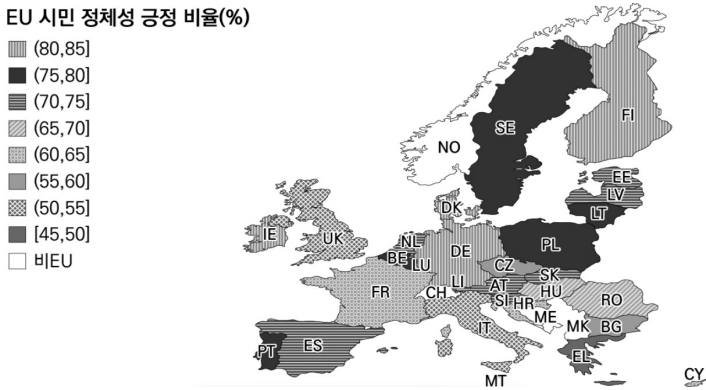 EU 시민 정체성 긍정 비율(%)
(80,85]
(75,80]
(70,75]
(65,70]
(60,65]
(55,60]
(50,55]
[45,50]
비EU
FI
SE
NO
EE
LV
LT
DK
IE
UK
NL
BE
LU
DE
PL
CZ
SK
LI
AT
HU
FR
CH
SI
HR
RO
ME
IT
MK
BG
PT
ES
EL
MT
CY